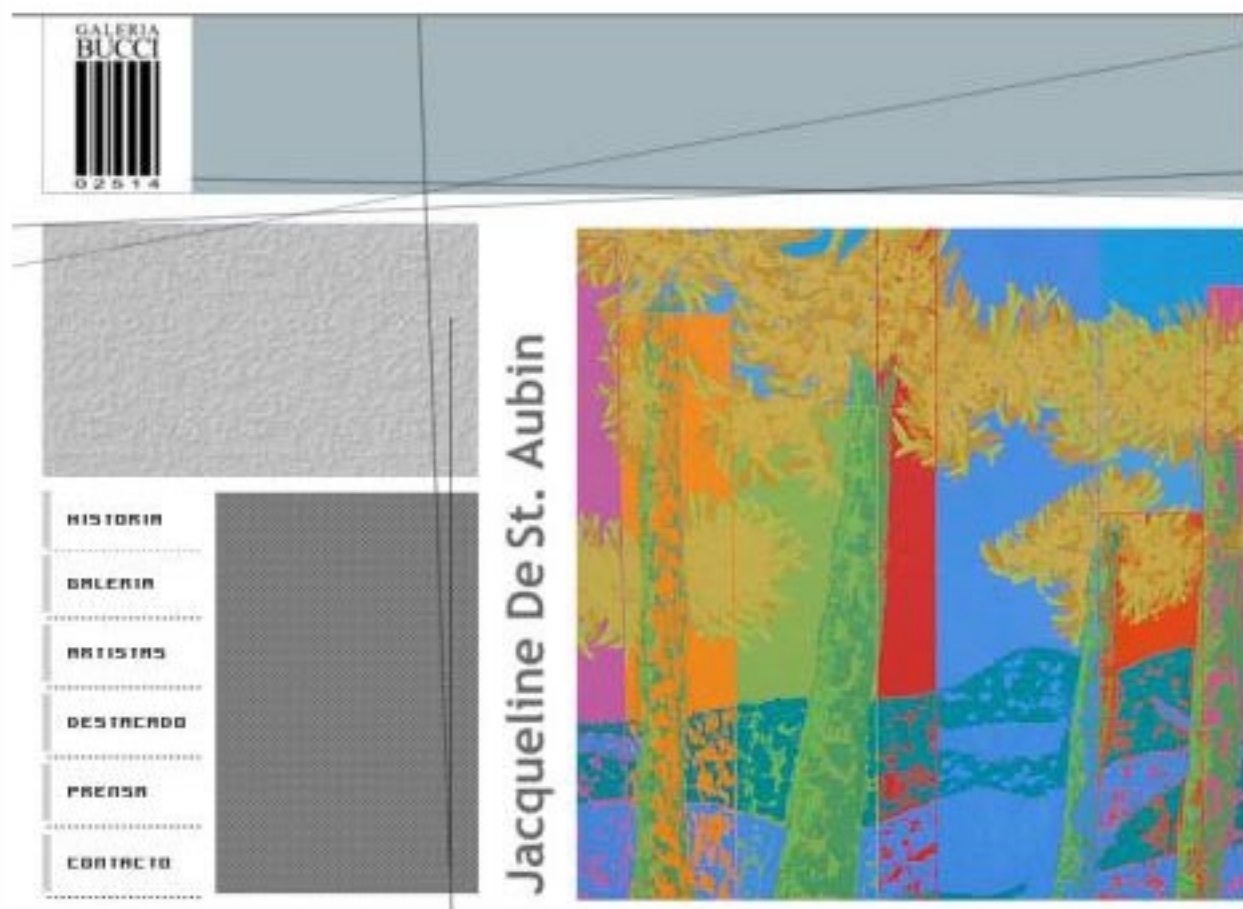 GALERIA
BUCCI
02514
HISTORIA
GALERIA
ARTISTAS
DESTACADO
PRENSA
CONTACTO
Jacqueline De St. Aubin